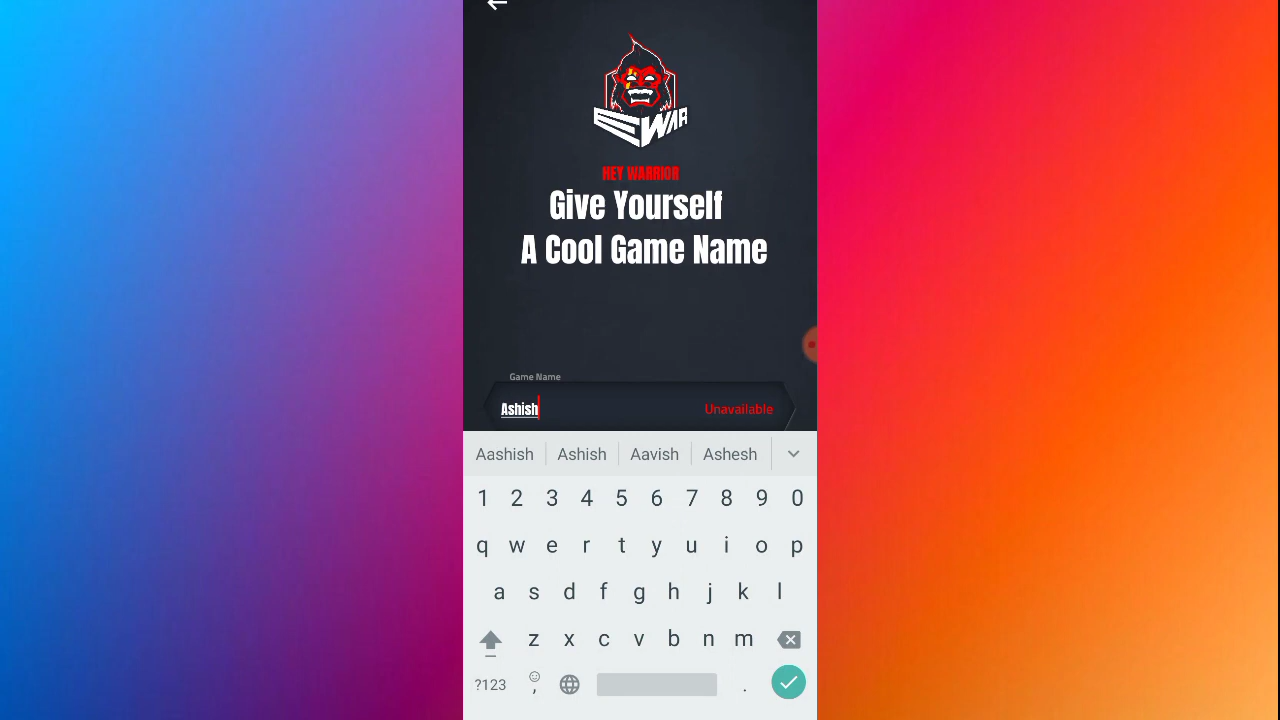 EWAR
HEY WARRIOR
Give Yourself
A Cool Game Name
Game Name
Ashish Unavailable
Aashish Ashish Aavish Ashesh
1 2 3 4 5 6 7 8 9 0
q w e r t y u i o p
a s d f g h j k l
z x c v b n m
?123 , .